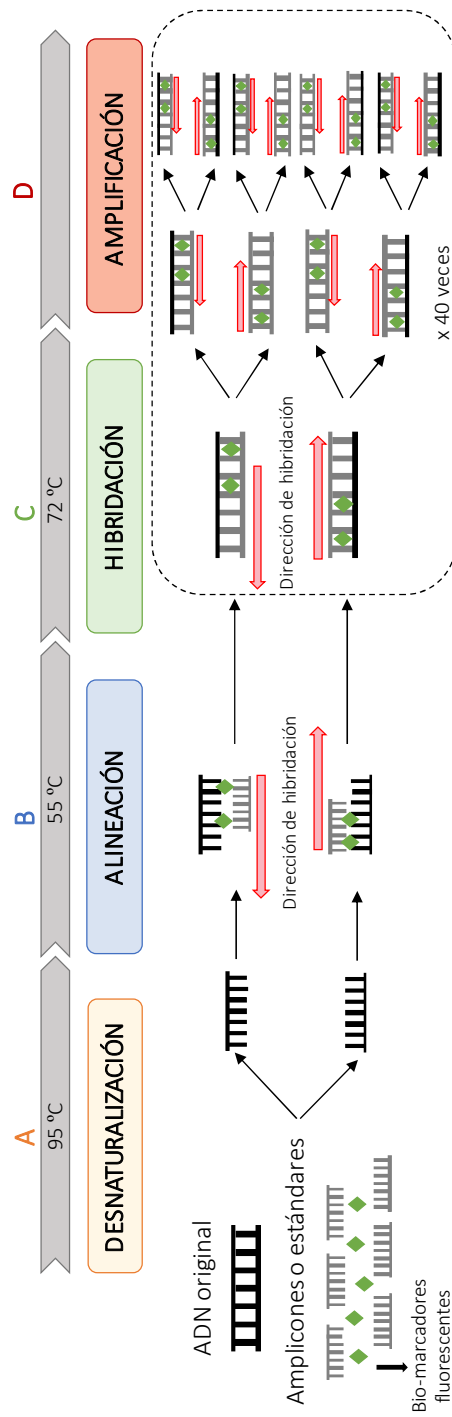 A
B
C
D
95 ºC
55 ºC
72 ºC
DESNATURALIZACIÓN
ALINEACIÓN
HIBRIDACIÓN
AMPLIFICACIÓN
ADN original
Amplicones o estándares
Bio-marcadores
fluorescentes
Dirección de hibridación
Dirección de hibridación
x 40 veces